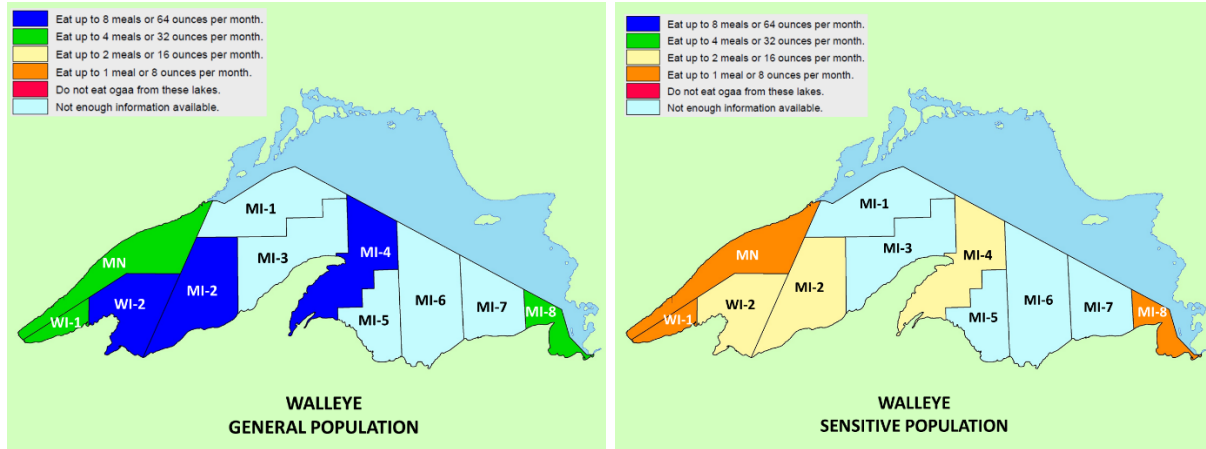 Eat up to 8 meals or 64 ounces per month.
Eat up to 4 meals or 32 ounces per month.
Eat up to 2 meals or 16 ounces per month.
Eat up to 1 meal or 8 ounces per month.
Do not eat ogaa from these lakes.
Not enough information available.
MI-1
MN
MI-3
MI-4
WI-2
MI-2
MI-6
MI-7
MI-8
WI-1
MI-5
WALLEYE
GENERAL POPULATION
Eat up to 8 meals or 64 ounces per month.
Eat up to 4 meals or 32 ounces per month.
Eat up to 2 meals or 16 ounces per month.
Eat up to 1 meal or 8 ounces per month.
Do not eat ogaa from these lakes.
Not enough information available.
MI-1
MN
MI-3
MI-4
WI-2
MI-2
MI-6
MI-7
MI-8
WI-1
MI-5
WALLEYE
SENSITIVE POPULATION